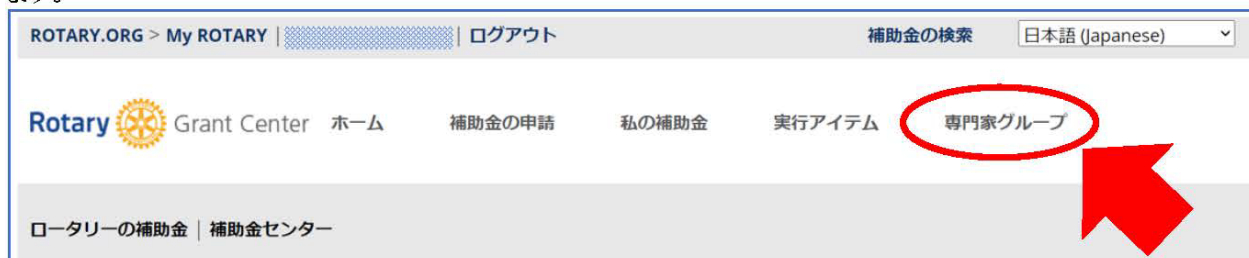 ます。
ROTARY.ORG > My ROTARY | | ログアウト 補助金の検索 日本語 (Japanese)
Rotary Grant Center ホーム 補助金の申請 私の補助金 実行アイテム 専門家グループ
ロータリーの補助金 | 補助金センター